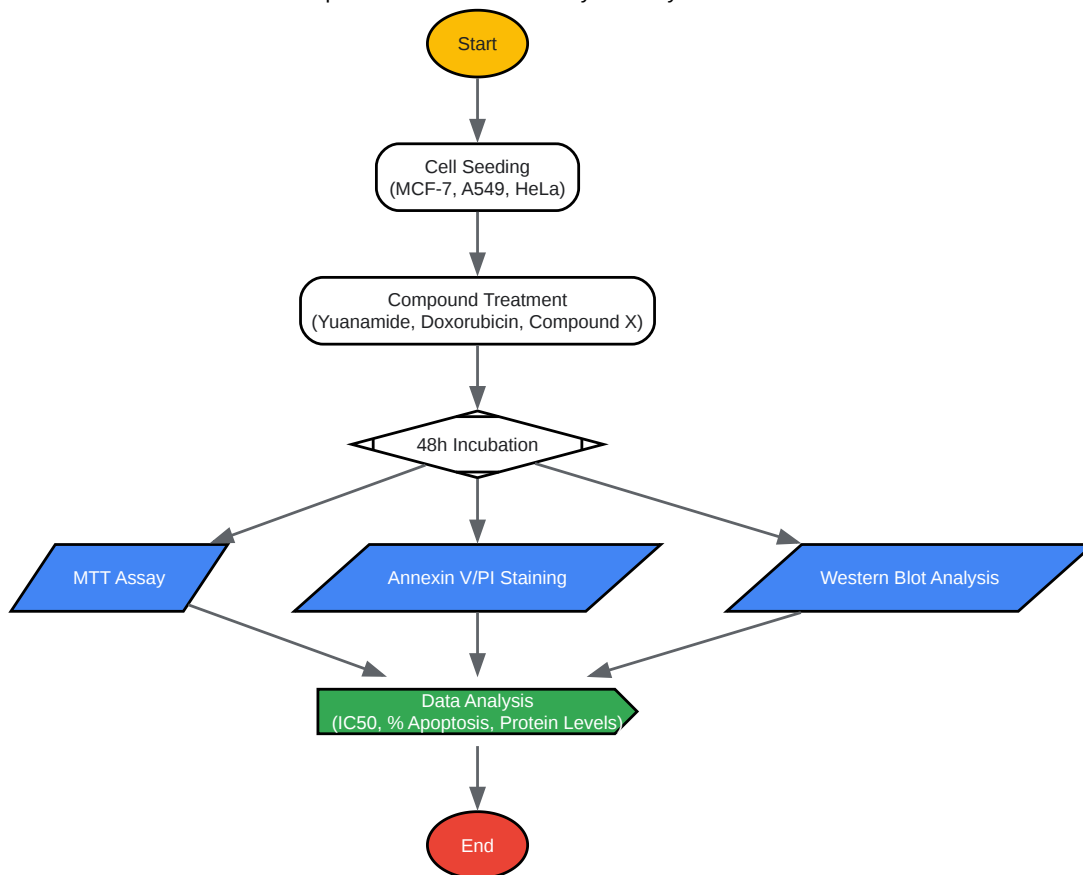 Start
Cell Seeding
(MCF-7, A549, HeLa)
Compound Treatment
(Yuanamide, Doxorubicin, Compound X)
48h Incubation
MTT Assay
Annexin V/PI Staining
Western Blot Analysis
Data Analysis
(IC50, % Apoptosis, Protein Levels)
End